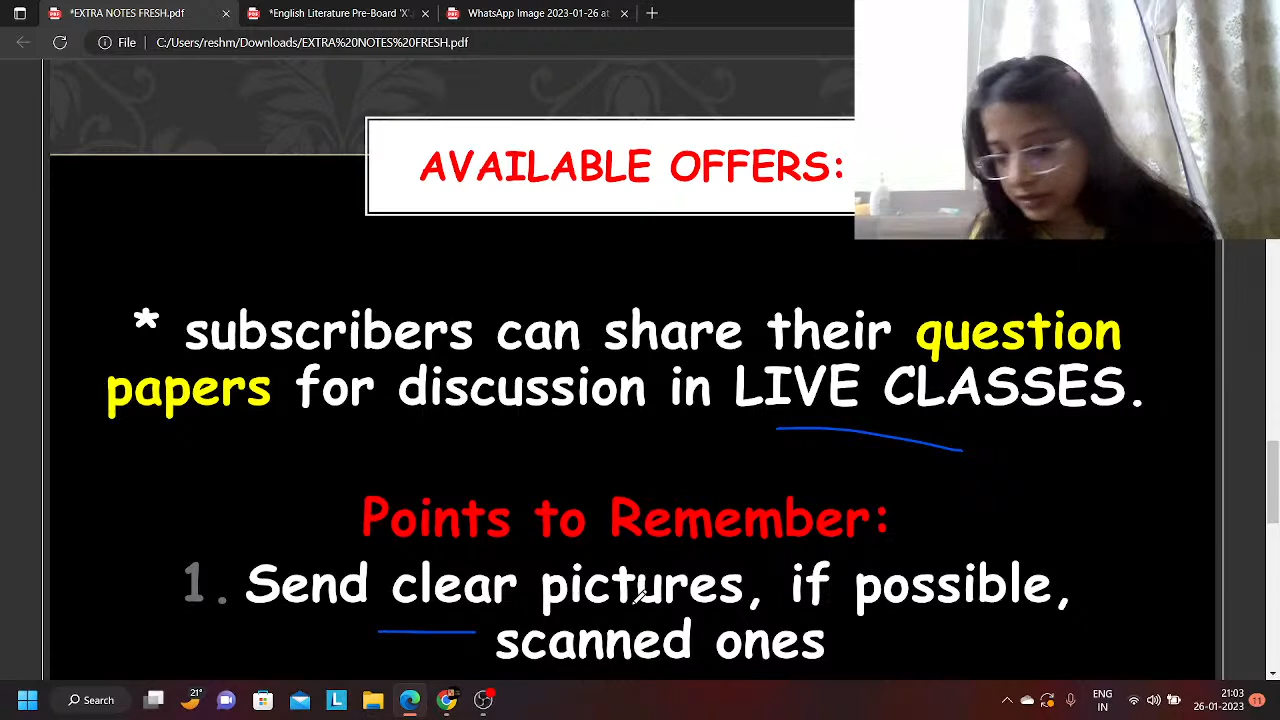 *EXTRA NOTES FRESH.pdf
*English Literature Pre-Board 'X'.
WhatsApp Image 2023-01-26 at
File
C:/Users/reshm/Downloads/EXTRA%20NOTES%20FRESH.pdf
AVAILABLE OFFERS:
* subscribers can share their question
papers for discussion in LIVE CLASSES.
Points to Remember:
1. Send clear pictures, if possible,
scanned ones
21°
Search
ENG
IN
21:03
26-01-2023
11